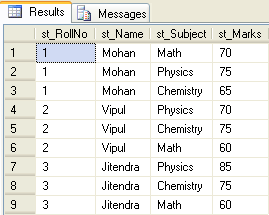 Results Messages
st_RollNo st_Name st_Subject st_Marks
1 1 Mohan Math 70
2 1 Mohan Physics 75
3 1 Mohan Chemistry 65
4 2 Vipul Physics 70
5 2 Vipul Chemistry 75
6 2 Vipul Math 60
7 3 Jitendra Physics 85
8 3 Jitendra Chemistry 75
9 3 Jitendra Math 60